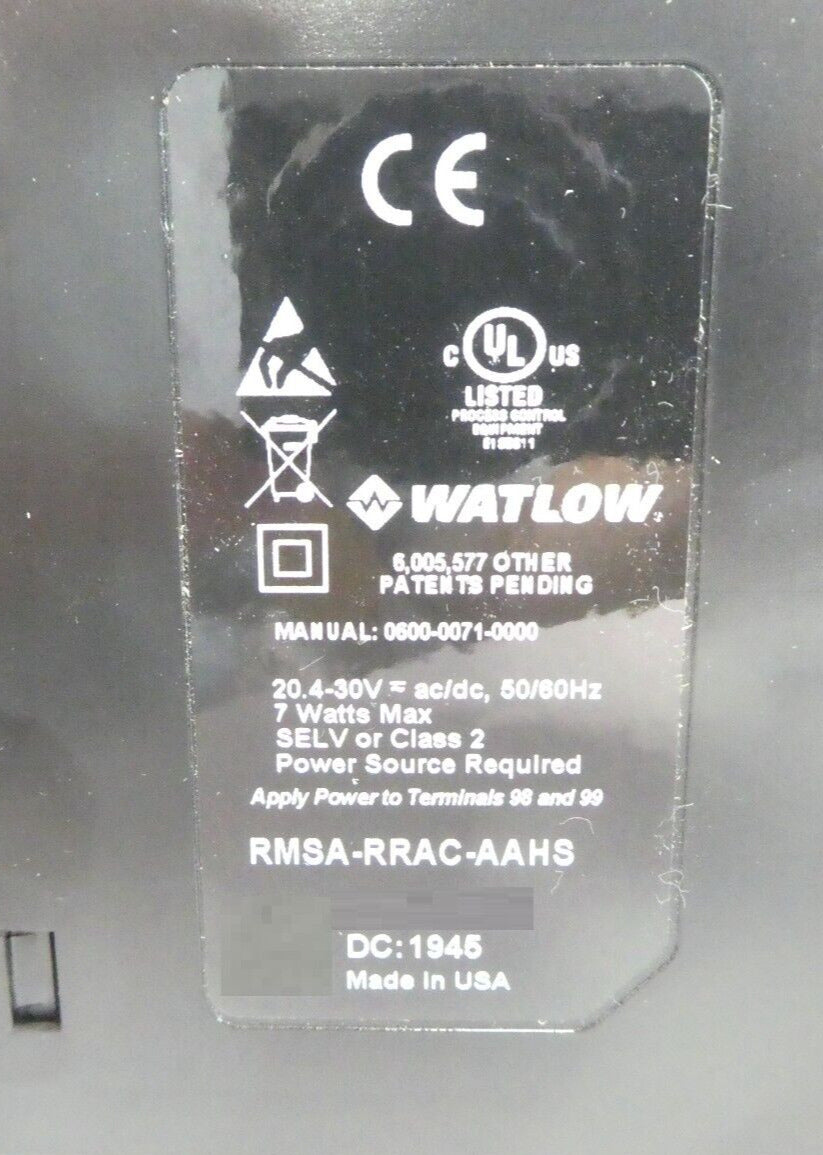 CE
C UL US
LISTED
PROCESS CONTROL
EQUIPMENT
WATLOW
6,005,577 OTHER
PATENTS PENDING
MANUAL: 0600-0071-0000
20.4-30V ac/dc, 50/60Hz
7 Watts Max
SELV or Class 2
Power Source Required
Apply Power to Terminals 98 and 99
RMSA-RRAC-AAHS
DC:1945
Made in USA